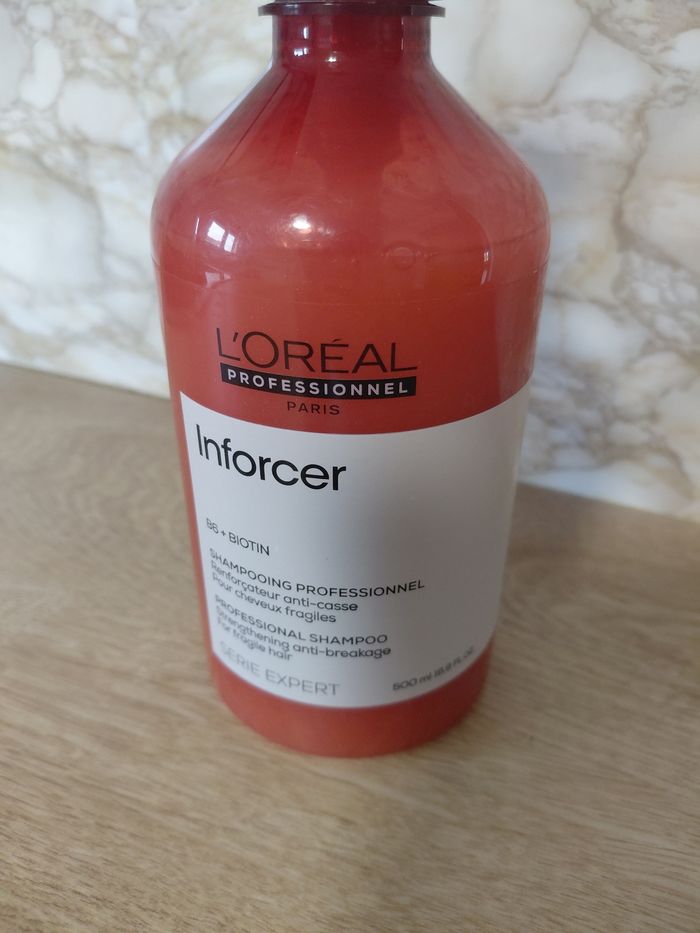 L'ORÉAL
PROFESSIONNEL
PARIS
Inforcer
B6 + BIOTIN
SHAMPOOING PROFESSIONNEL
Renforçateur anti-casse
Pour cheveux fragiles
PROFESSIONAL SHAMPOO
Strengthening anti-breakage
For fragile hair
SERIE EXPERT
500 ml